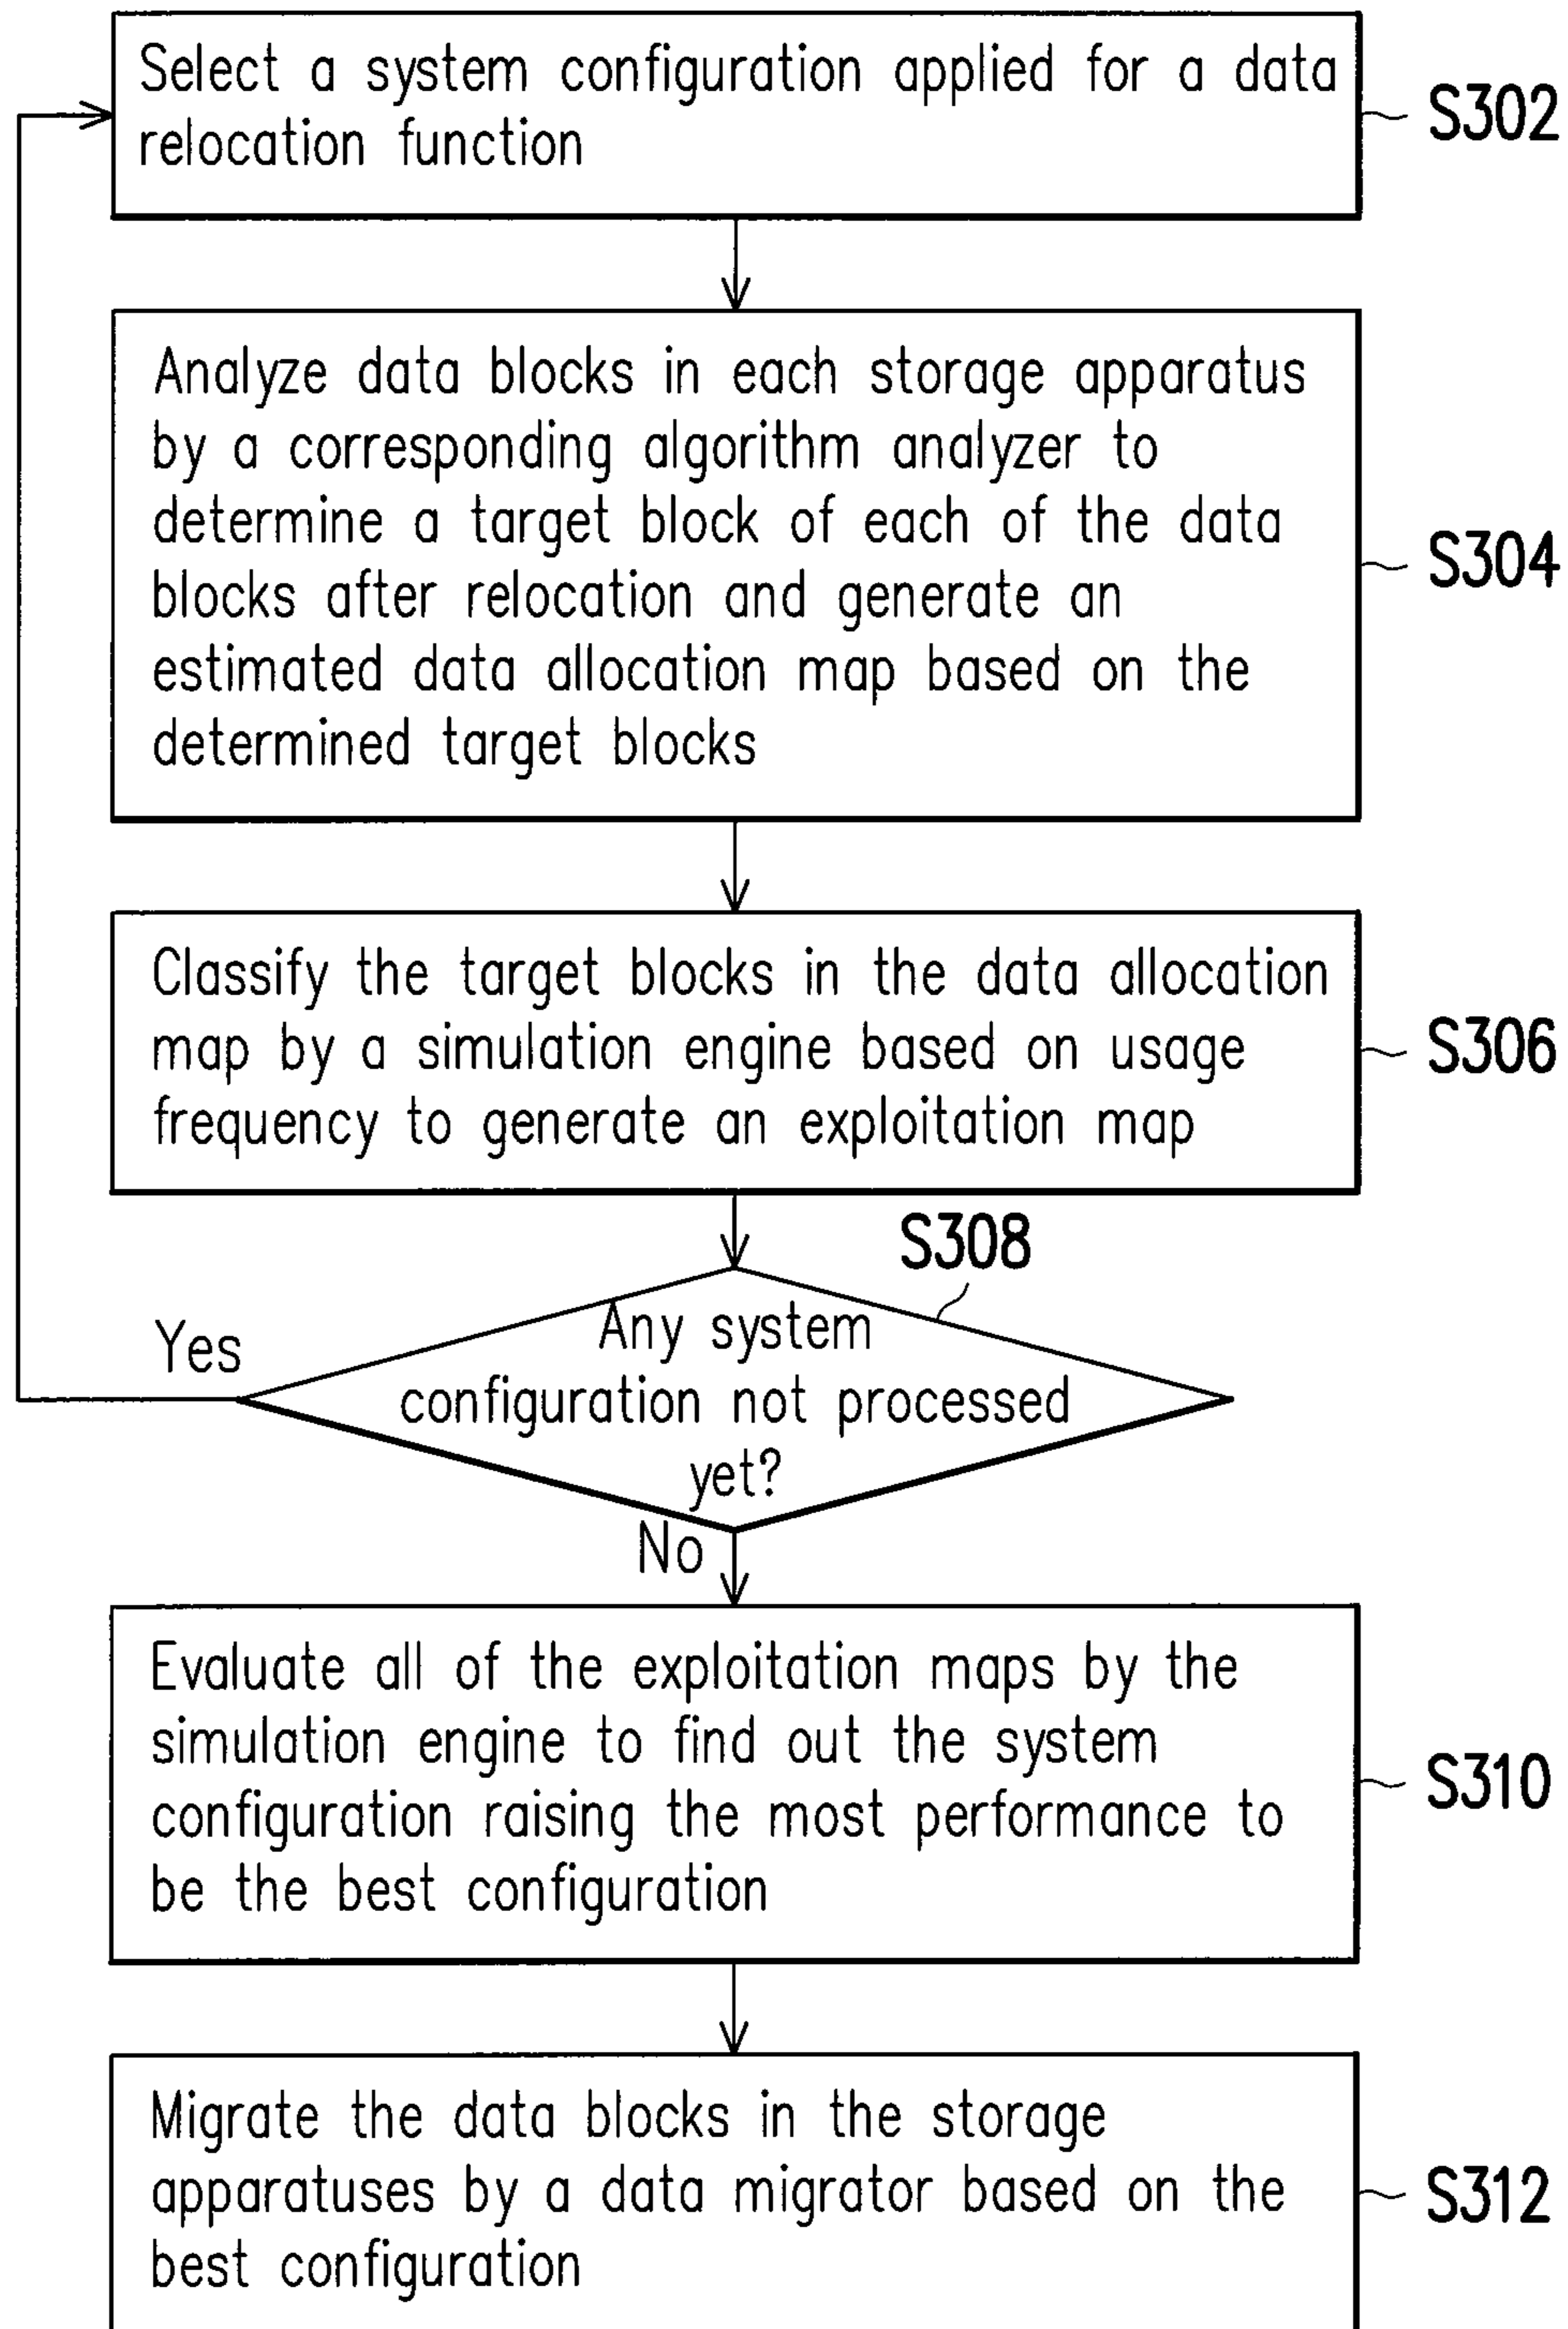 Select a system configuration applied for a data
relocation function
S302
Analyze data blocks in each storage apparatus
by a corresponding algorithm analyzer to
determine a target block of each of the data
blocks after relocation and generate an
estimated data allocation map based on the
determined target blocks
S304
Classify the target blocks in the data allocation
map by a simulation engine based on usage
frequency to generate an exploitation map
S306
S308
Any system
configuration not processed
yet?
Yes
No
Evaluate all of the exploitation maps by the
simulation engine to find out the system
configuration raising the most performance to
be the best configuration
S310
Migrate the data blocks in the storage
apparatuses by a data migrator based on the
best configuration
S312